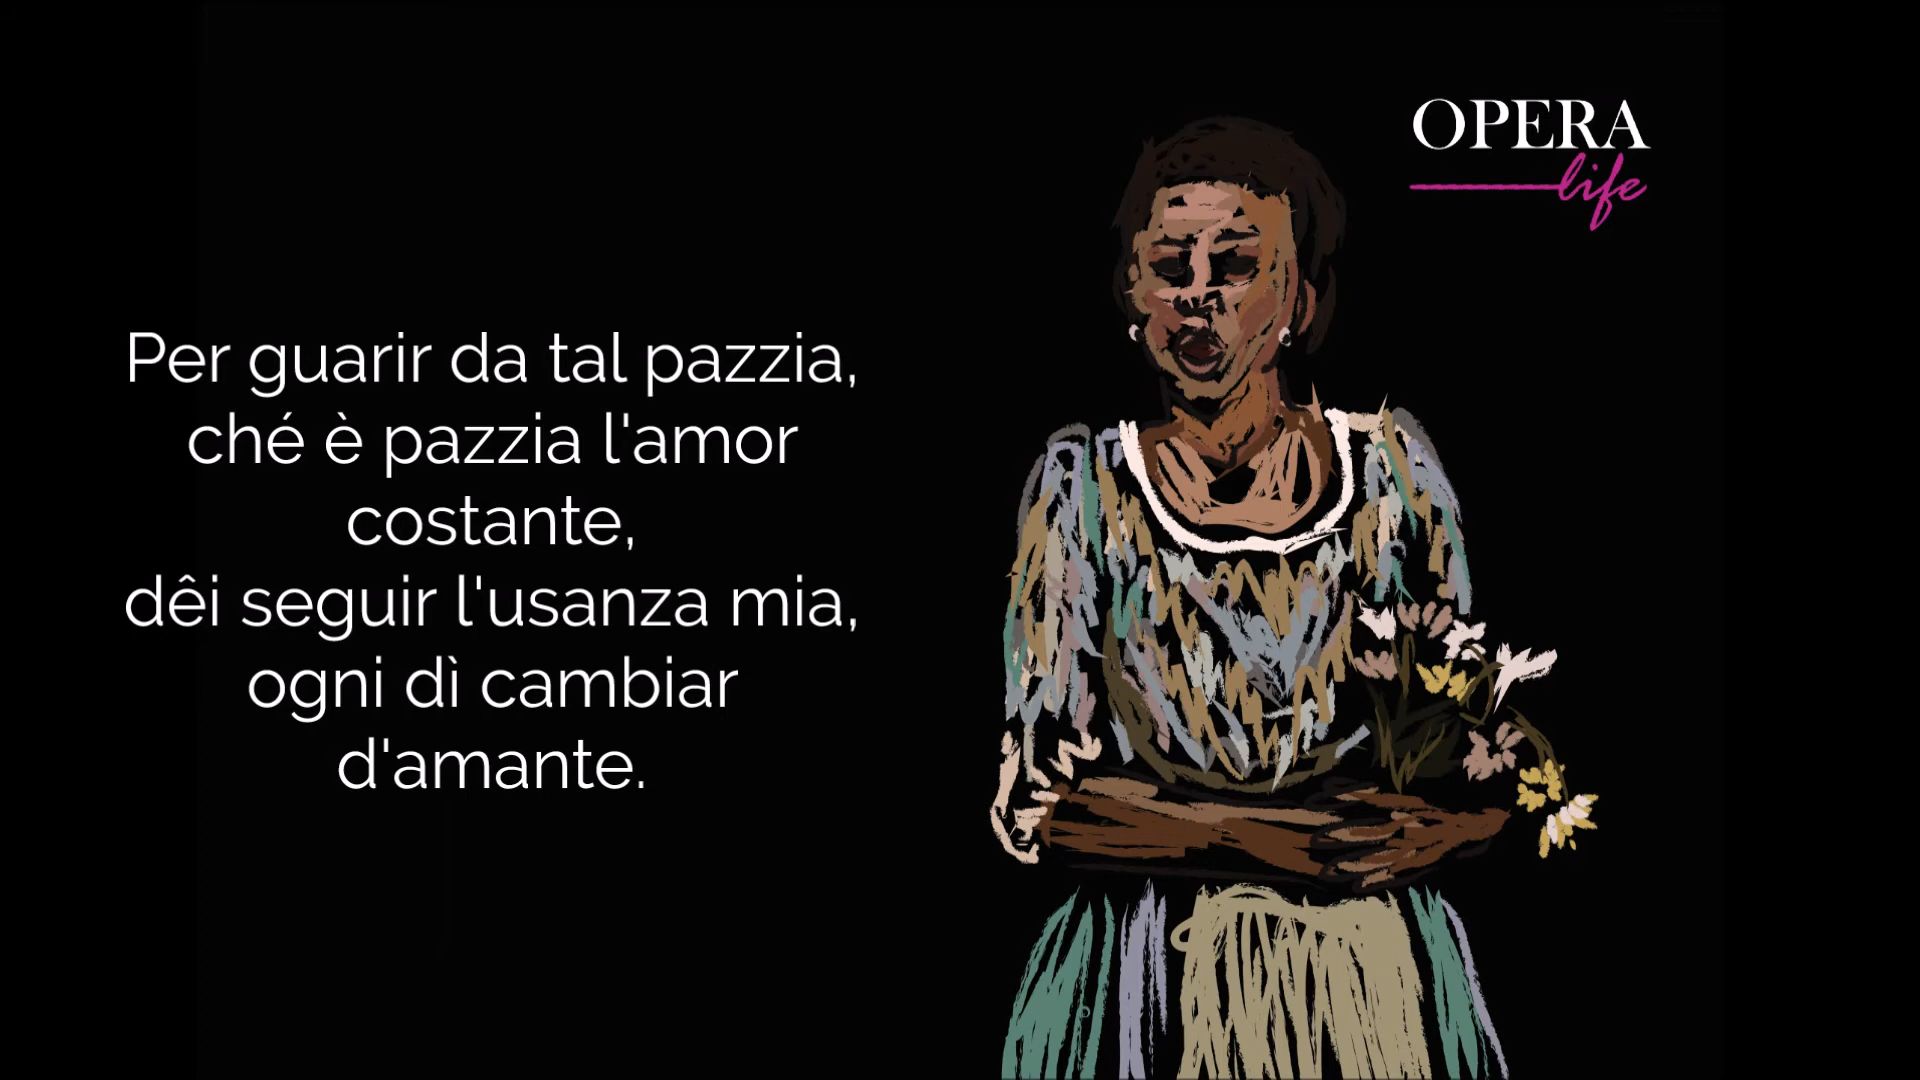 OPERA
life
Per guarir da tal pazzia,
ché è pazzia l'amor
costante,
dêi seguir l'usanza mia,
ogni dì cambiar
d'amante.